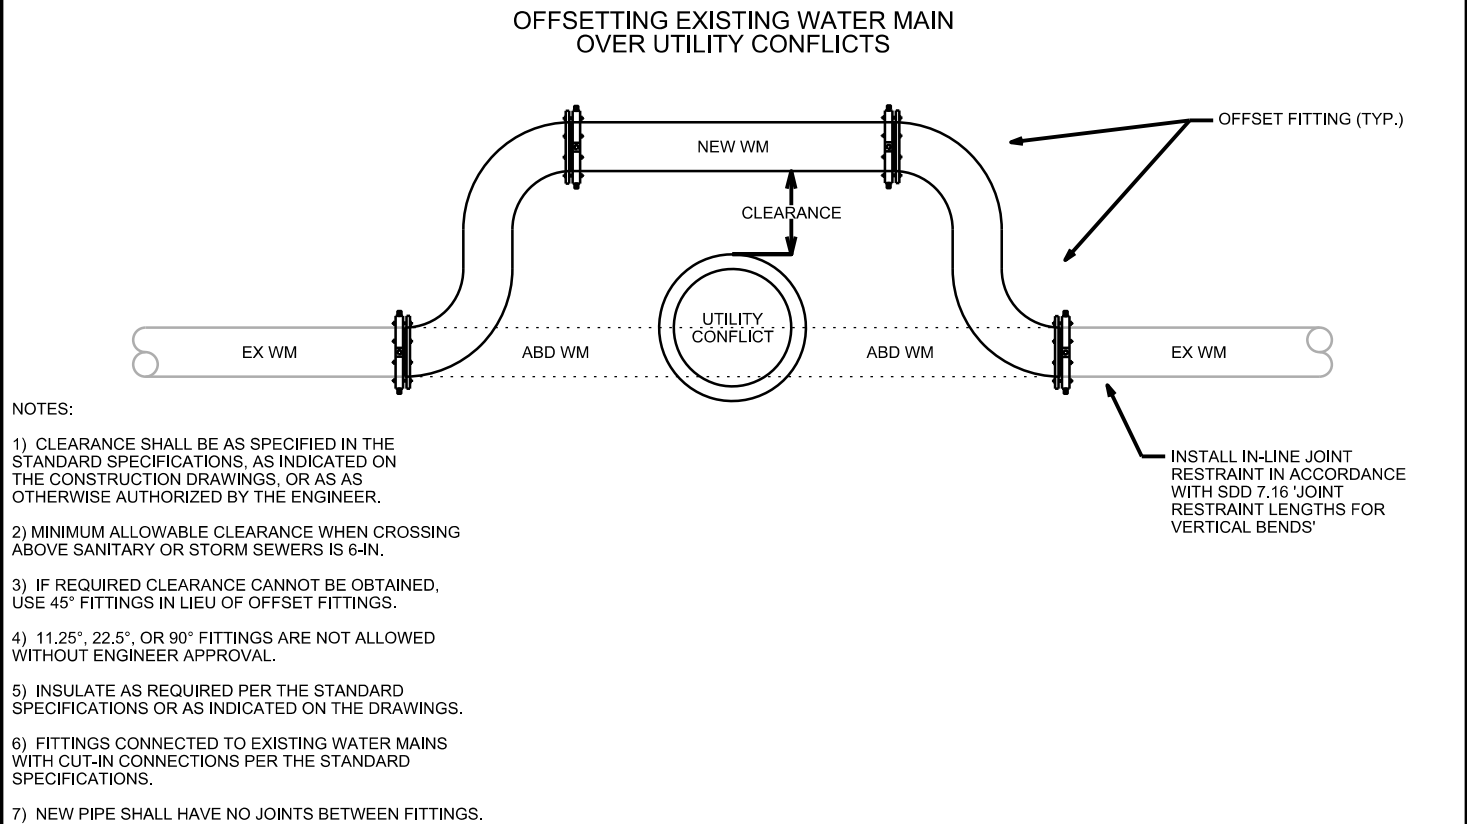 OFFSETTING EXISTING WATER MAIN
OVER UTILITY CONFLICTS
OFFSET FITTING (TYP.)
NEW WM
CLEARANCE
UTILITY
CONFLICT
EX WM
ABD WM
ABD WM
EX WM
INSTALL IN-LINE JOINT
RESTRAINT IN ACCORDANCE
WITH SDD 7.16 'JOINT
RESTRAINT LENGTHS FOR
VERTICAL BENDS'
NOTES:
1) CLEARANCE SHALL BE AS SPECIFIED IN THE
STANDARD SPECIFICATIONS, AS INDICATED ON
THE CONSTRUCTION DRAWINGS, OR AS AS
OTHERWISE AUTHORIZED BY THE ENGINEER.
2) MINIMUM ALLOWABLE CLEARANCE WHEN CROSSING
ABOVE SANITARY OR STORM SEWERS IS 6-IN.
3) IF REQUIRED CLEARANCE CANNOT BE OBTAINED,
USE 45° FITTINGS IN LIEU OF OFFSET FITTINGS.
4) 11.25°, 22.5°, OR 90° FITTINGS ARE NOT ALLOWED
WITHOUT ENGINEER APPROVAL.
5) INSULATE AS REQUIRED PER THE STANDARD
SPECIFICATIONS OR AS INDICATED ON THE DRAWINGS.
6) FITTINGS CONNECTED TO EXISTING WATER MAINS
WITH CUT-IN CONNECTIONS PER THE STANDARD
SPECIFICATIONS.
7) NEW PIPE SHALL HAVE NO JOINTS BETWEEN FITTINGS.